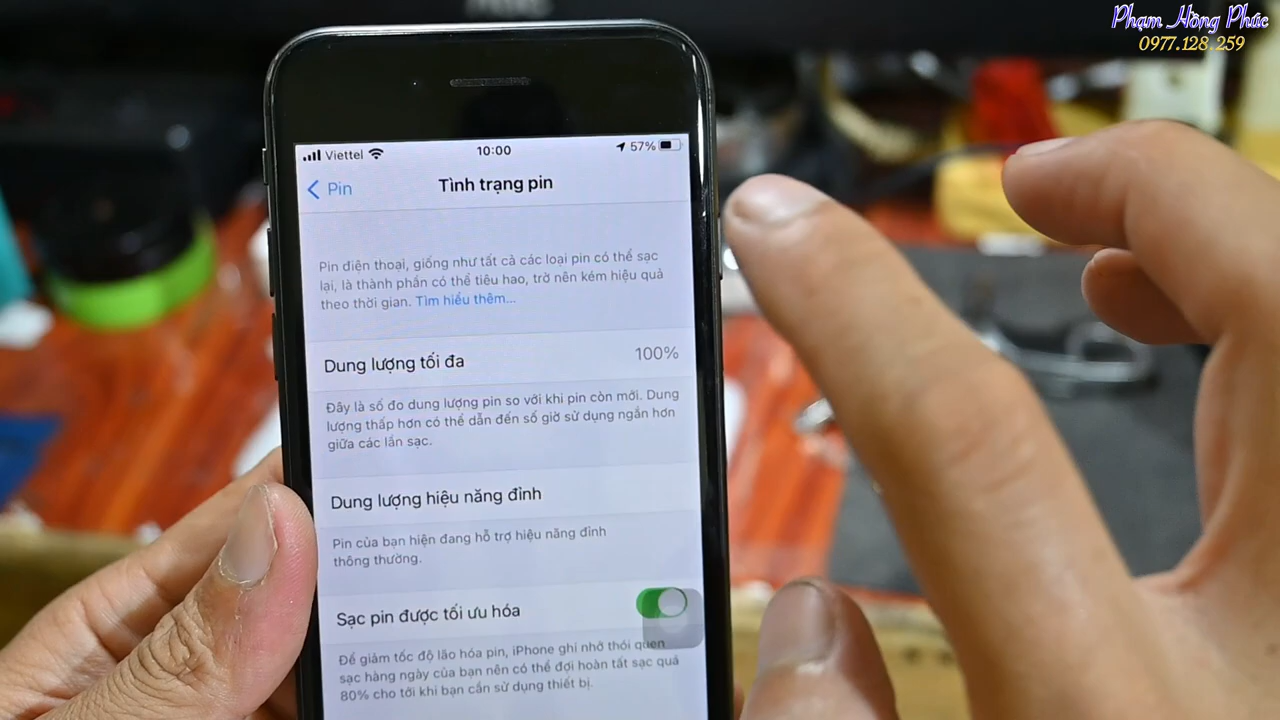 Phạm Hồng Phúc
0977.128.259
Viettel 10:00 57%
Pin Tình trạng pin
Pin điện thoại, giống như tất cả các loại pin có thể sạc
lại, là thành phần có thể tiêu hao, trở nên kém hiệu quả
theo thời gian. Tìm hiểu thêm...
Dung lượng tối đa 100%
Đây là số đo dung lượng pin so với khi pin còn mới. Dung
lượng thấp hơn có thể dẫn đến số giờ sử dụng ngắn hơn
giữa các lần sạc.
Dung lượng hiệu năng đỉnh
Pin của bạn hiện đang hỗ trợ hiệu năng đỉnh
thông thường.
Sạc pin được tối ưu hóa
Để giảm tốc độ lão hóa pin, iPhone ghi nhớ thói quen
sạc hàng ngày của bạn nên có thể đợi hoàn tất sạc quá
80% cho tới khi bạn cần sử dụng thiết bị.